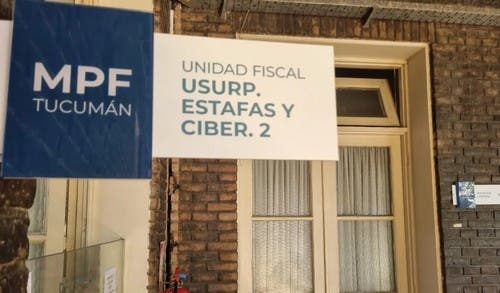 MPF
TUCUMÁN
UNIDAD FISCAL
USURP.
ESTAFAS Y
CIBER. 2